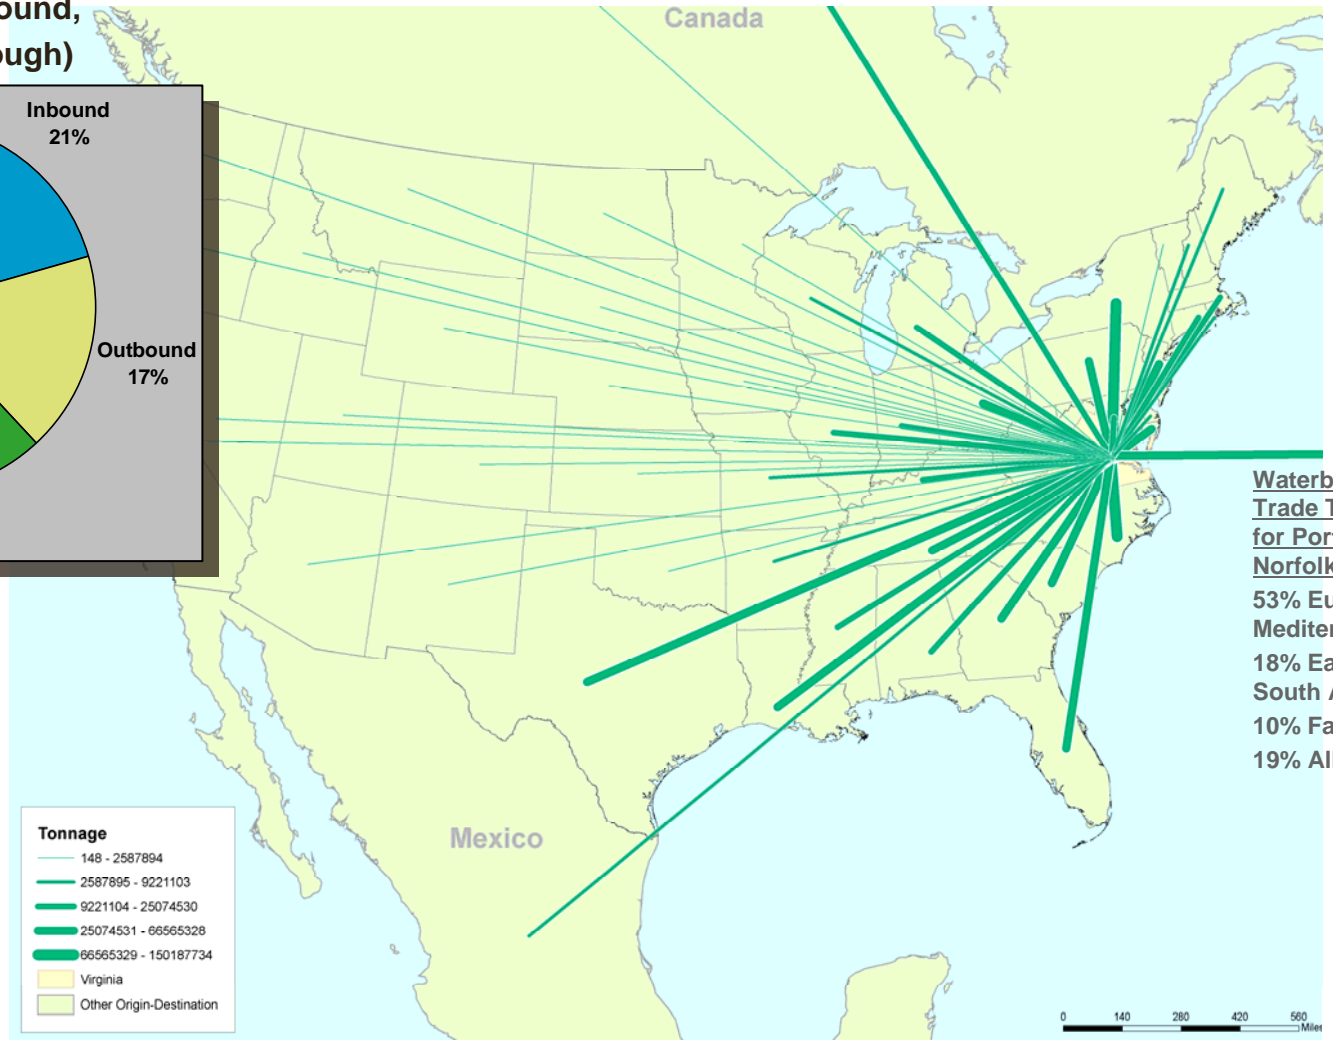 ound,
ough)
Inbound
21%
Outbound
17%
Canada
Mexico
Waterb
Trade T
for Por
Norfolk
53% Eu
Mediter
18% Ea
South A
10% Fa
19% All
Tonnage
148 - 2587894
2587895 - 9221103
9221104 - 25074530
25074531 - 66565328
66565329 - 150187734
Virginia
Other Origin-Destination
0 140 280 420 560
Miles